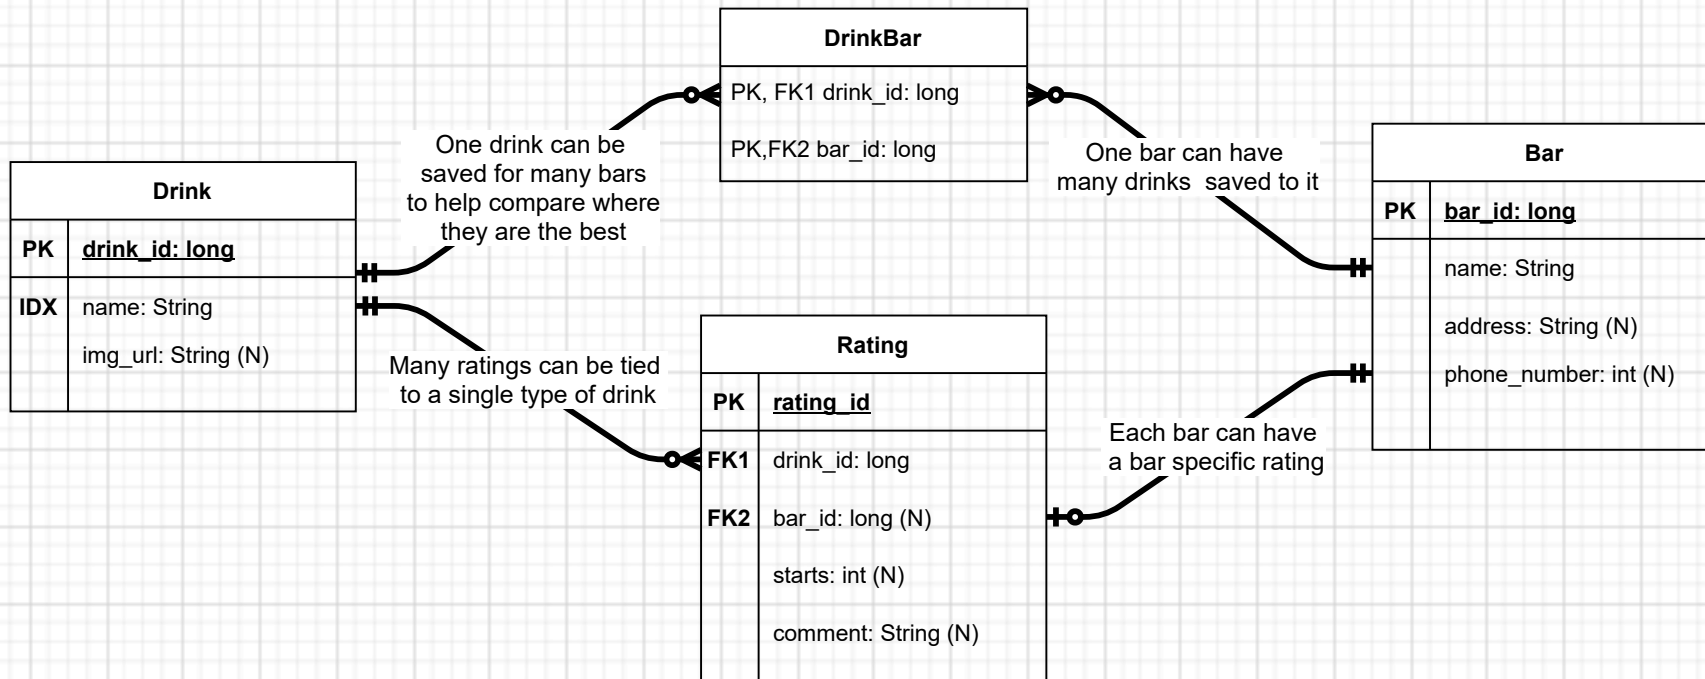 DrinkBar
PK, FK1 drink_id: long
PK,FK2 bar_id: long
One drink can be
saved for many bars
to help compare where
they are the best
One bar can have
many drinks  saved to it
Drink
PK drink_id: long
IDX name: String
img_url: String (N)
Bar
PK bar_id: long
name: String
address: String (N)
phone_number: int (N)
Many ratings can be tied
to a single type of drink
Rating
PK rating_id
FK1 drink_id: long
FK2 bar_id: long (N)
starts: int (N)
comment: String (N)
Each bar can have
a bar specific rating